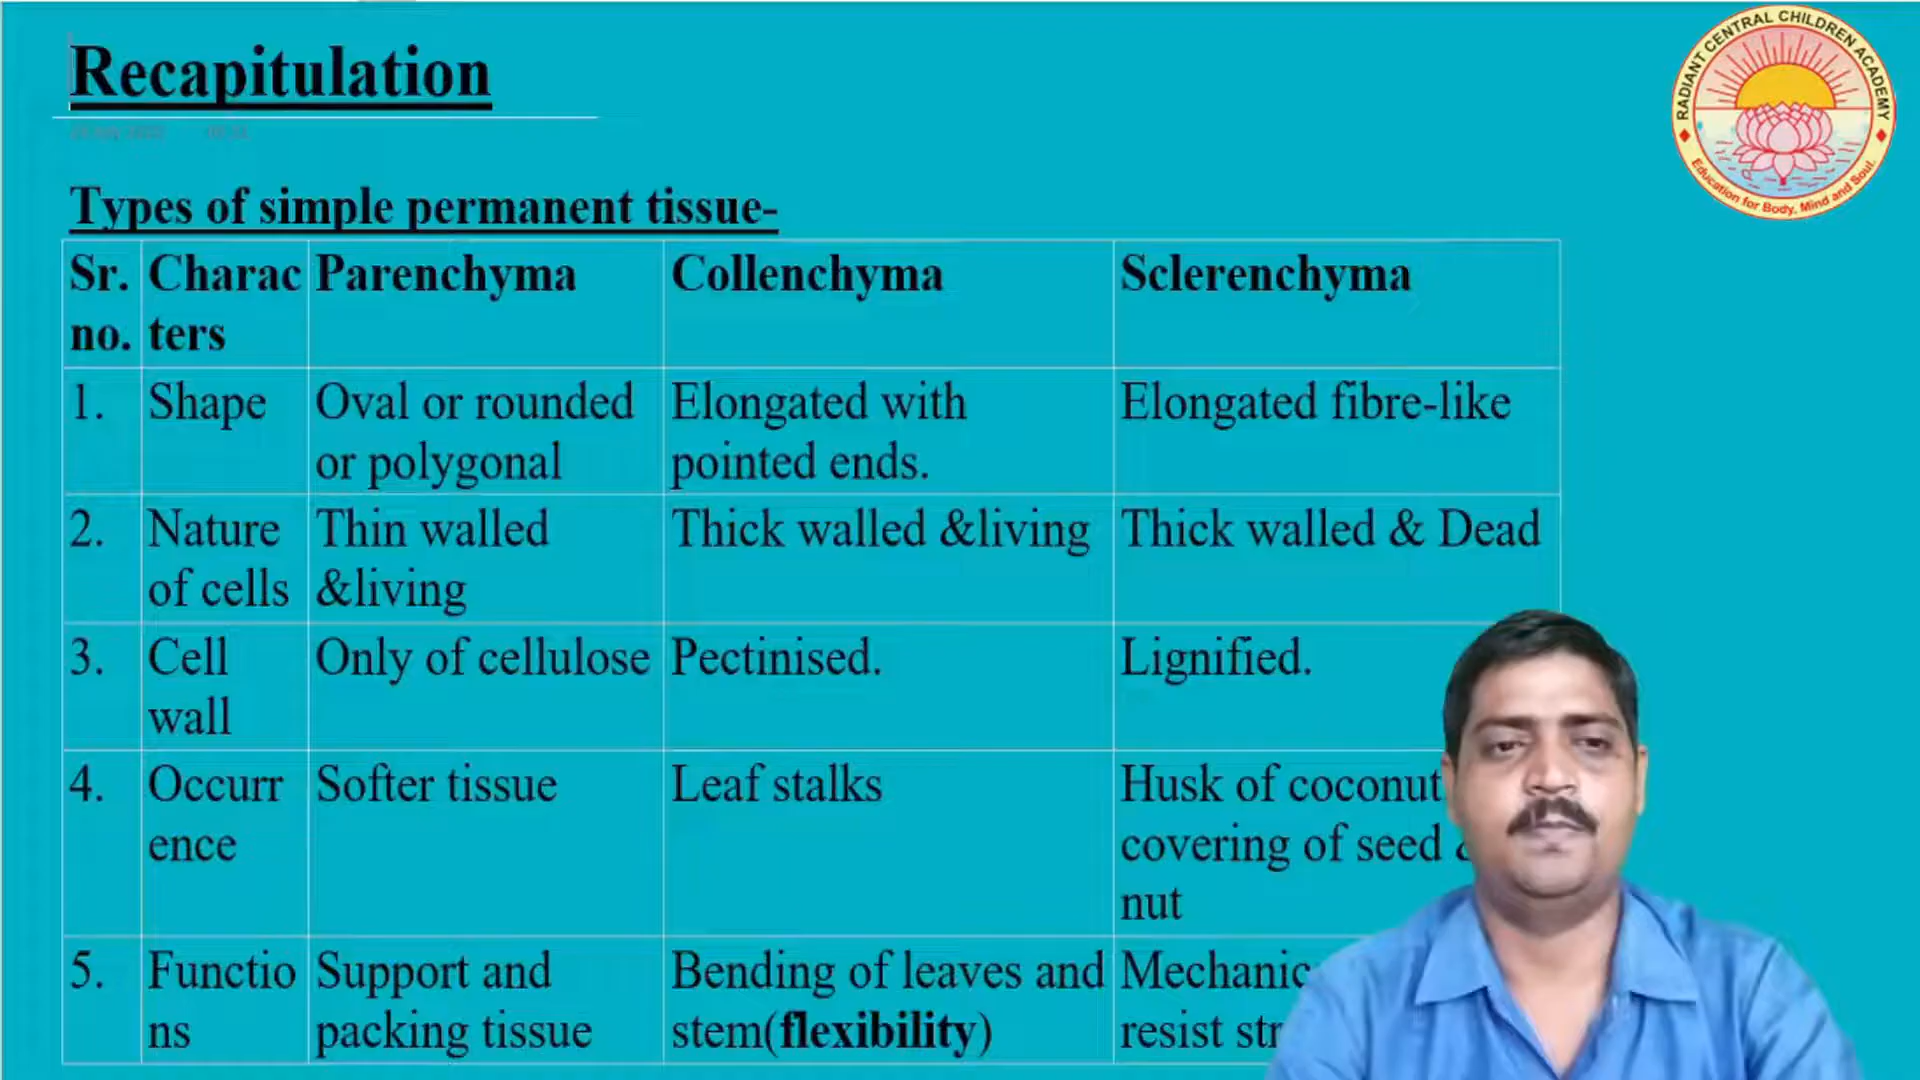 Recapitulation
RADIANT CENTRAL CHILDREN ACADEMY
Education for Body, Mind and Soul.
Types of simple permanent tissue-
Sr. no. Charac ters Parenchyma Collenchyma Sclerenchyma
1. Shape Oval or rounded or polygonal Elongated with pointed ends. Elongated fibre-like
2. Nature of cells Thin walled &living Thick walled &living Thick walled & Dead
3. Cell wall Only of cellulose Pectinised. Lignified.
4. Occurr ence Softer tissue Leaf stalks Husk of coconut covering of seed nut
5. Functio ns Support and packing tissue Bending of leaves and stem(flexibility) resist